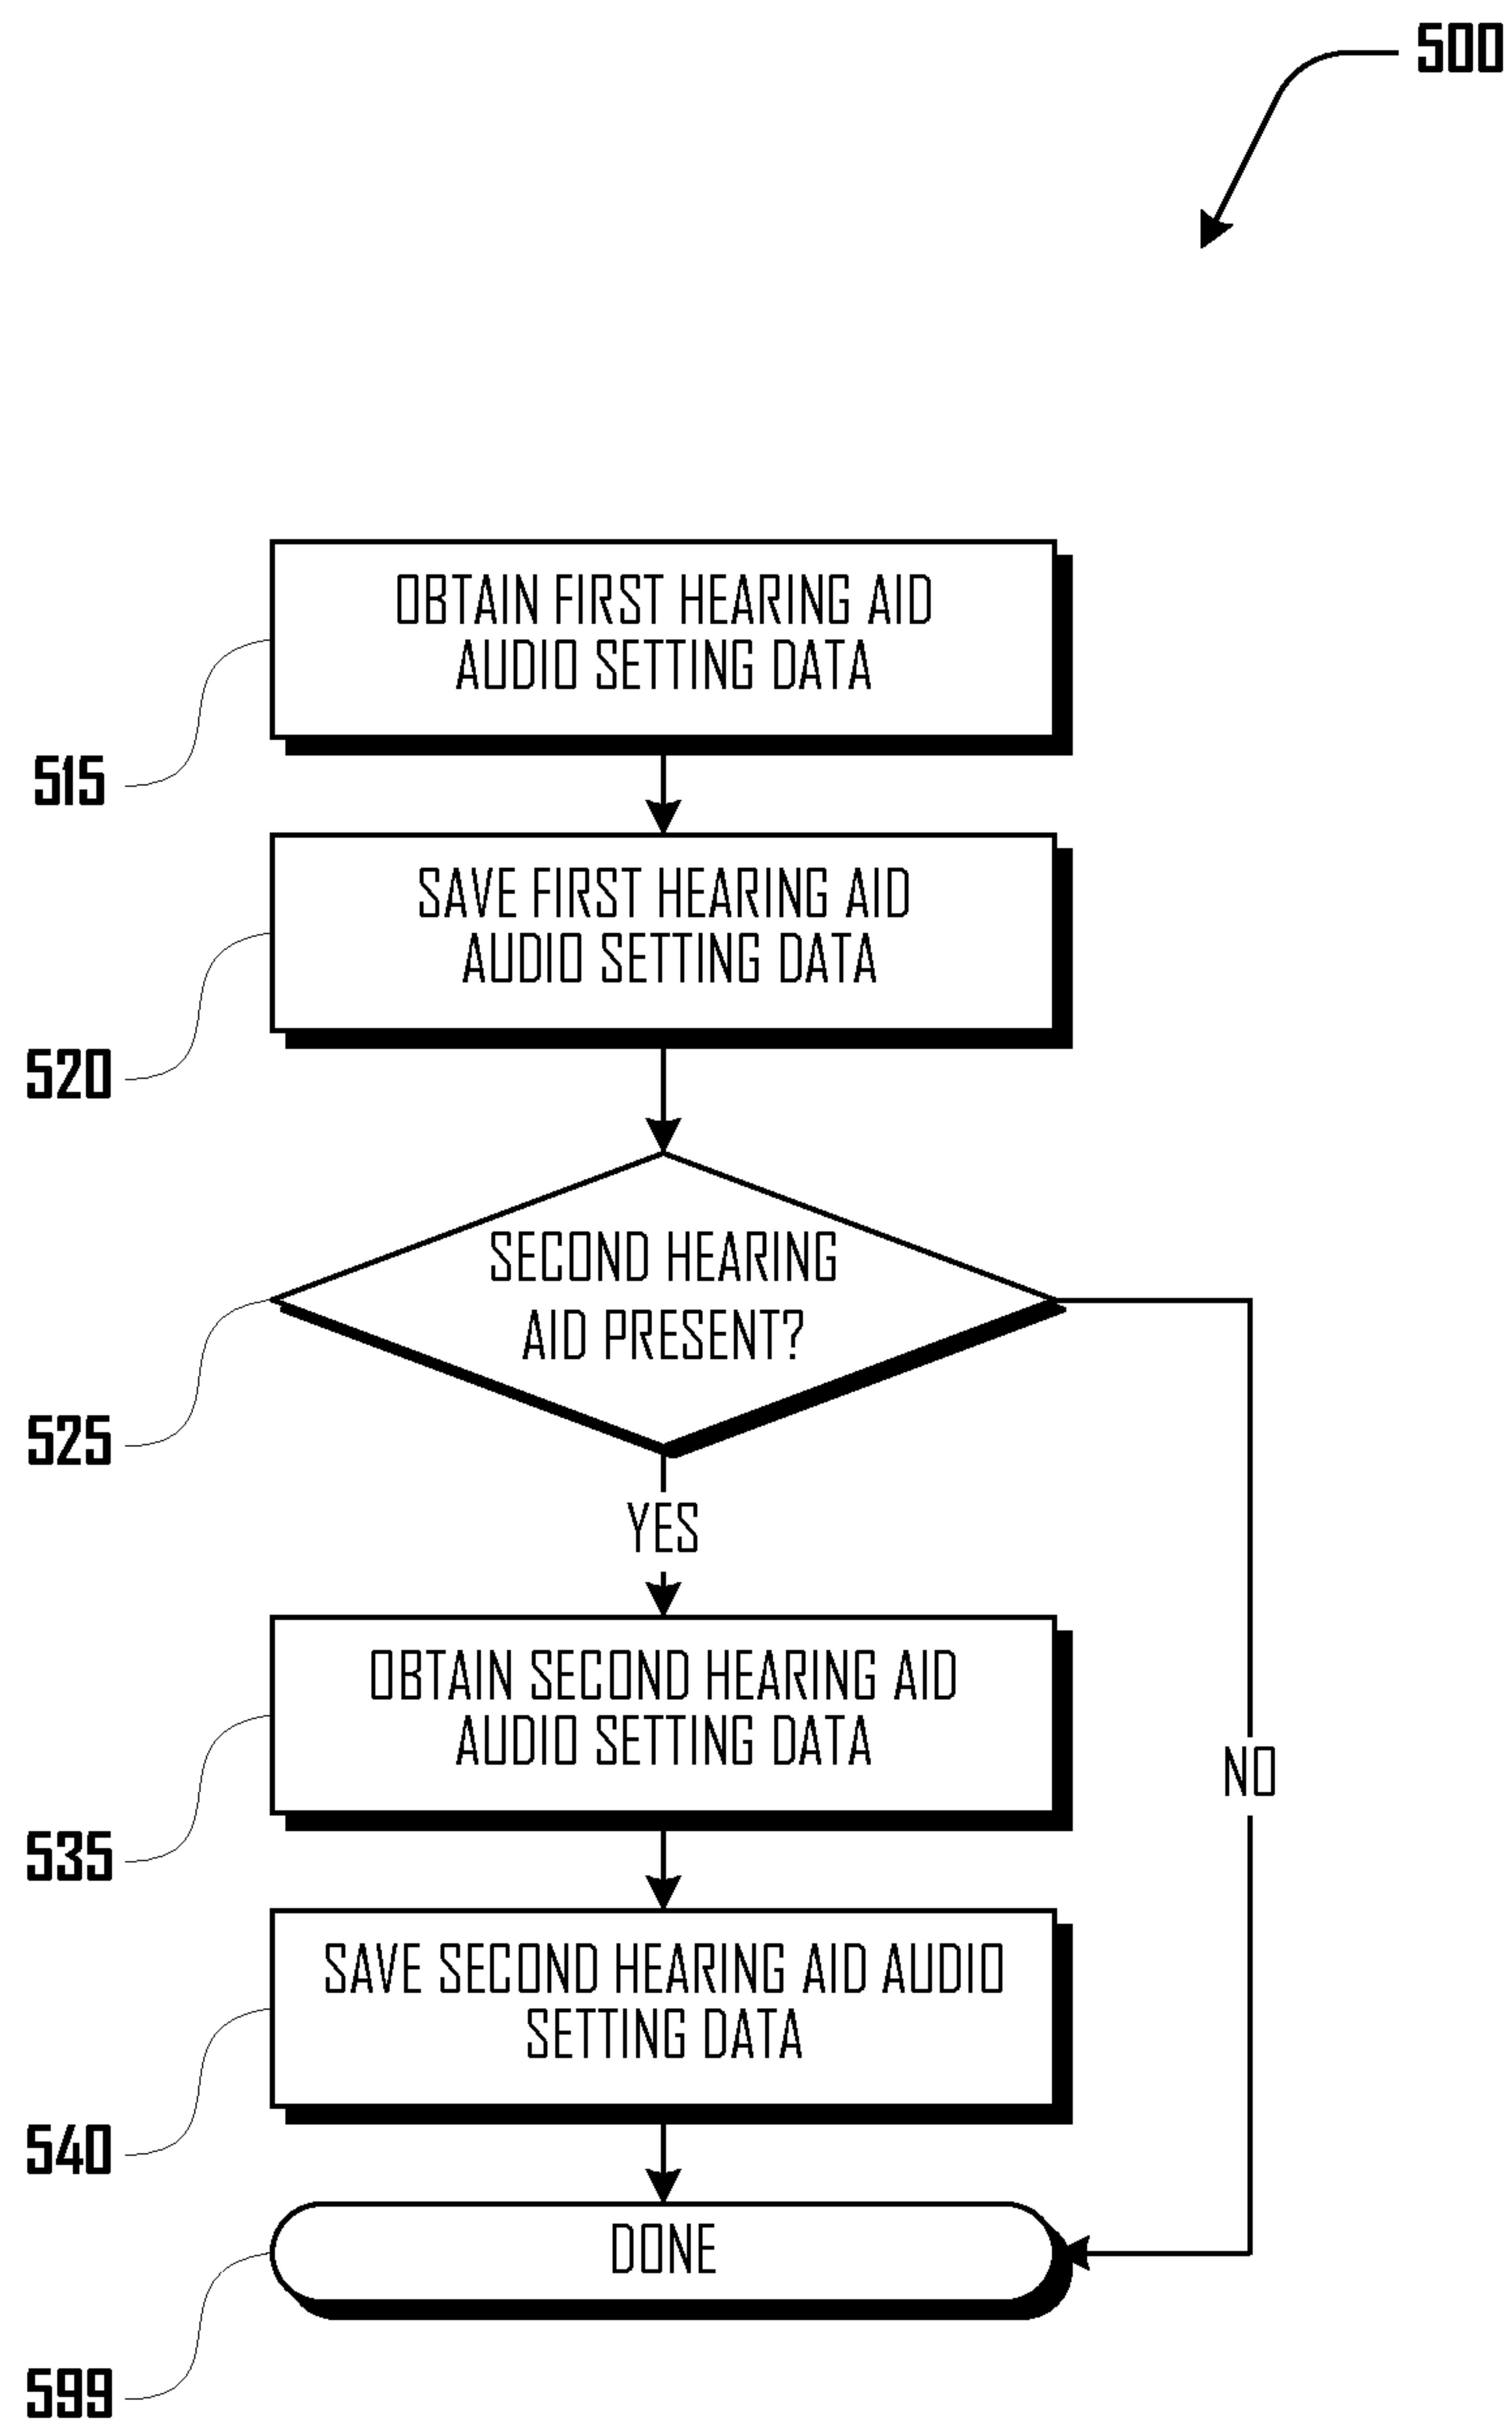 500
OBTAIN FIRST HEARING AID
AUDIO SETTING DATA
515
SAVE FIRST HEARING AID
AUDIO SETTING DATA
520
SECOND HEARING
AID PRESENT?
525
YES
OBTAIN SECOND HEARING AID
AUDIO SETTING DATA
NO
535
SAVE SECOND HEARING AID AUDIO
SETTING DATA
540
DONE
599